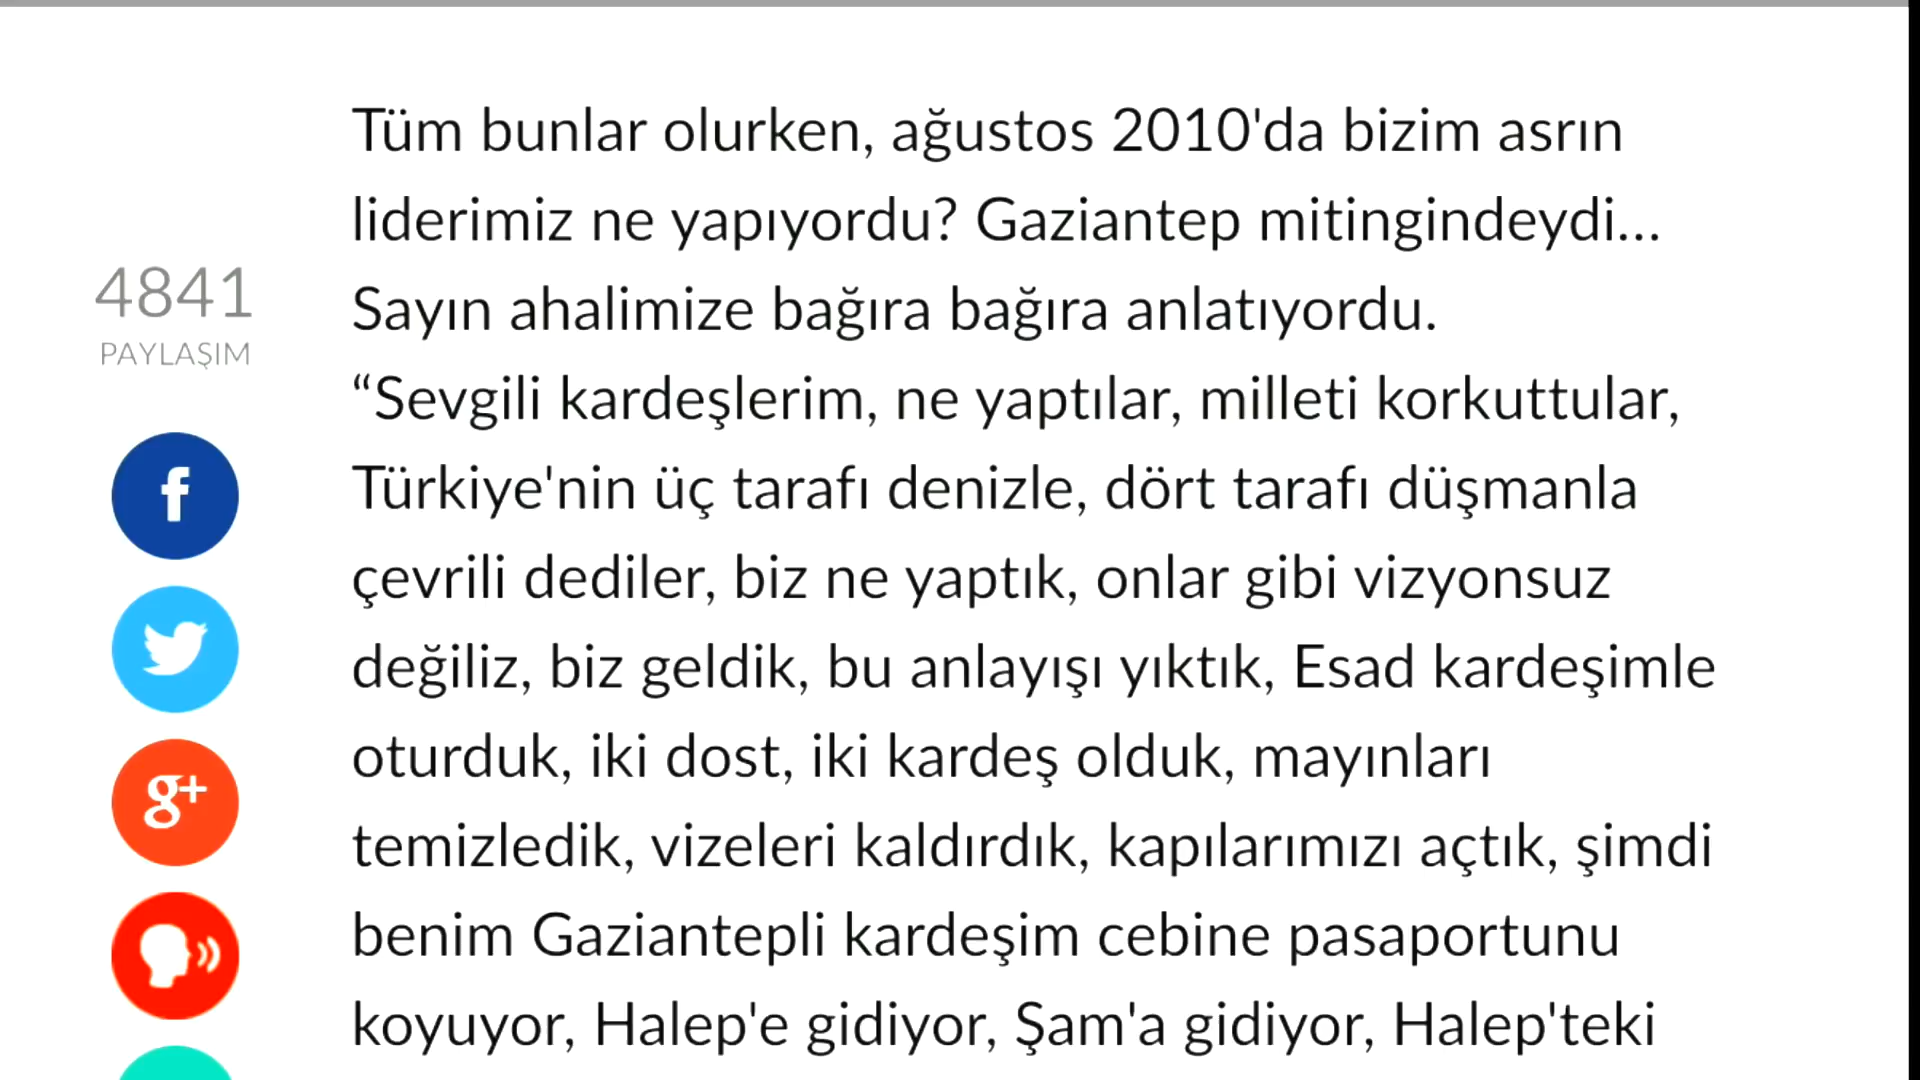 Tüm bunlar olurken, ağustos 2010'da bizim asrın
liderimiz ne yapıyordu? Gaziantep mitingindeydi...
Sayın ahalimize bağıra bağıra anlatıyordu.
“Sevgili kardeşlerim, ne yaptılar, milleti korkuttular,
Türkiye'nin üç tarafı denizle, dört tarafı düşmanla
çevrili dediler, biz ne yaptık, onlar gibi vizyonsuz
değiliz, biz geldik, bu anlayışı yıktık, Esad kardeşimle
oturduk, iki dost, iki kardeş olduk, mayınları
temizledik, vizeleri kaldırdık, kapılarımızı açtık, şimdi
benim Gaziantepli kardeşim cebine pasaportunu
koyuyor, Halep'e gidiyor, Şam'a gidiyor, Halep'teki
4841
PAYLAŞIM
f
g+